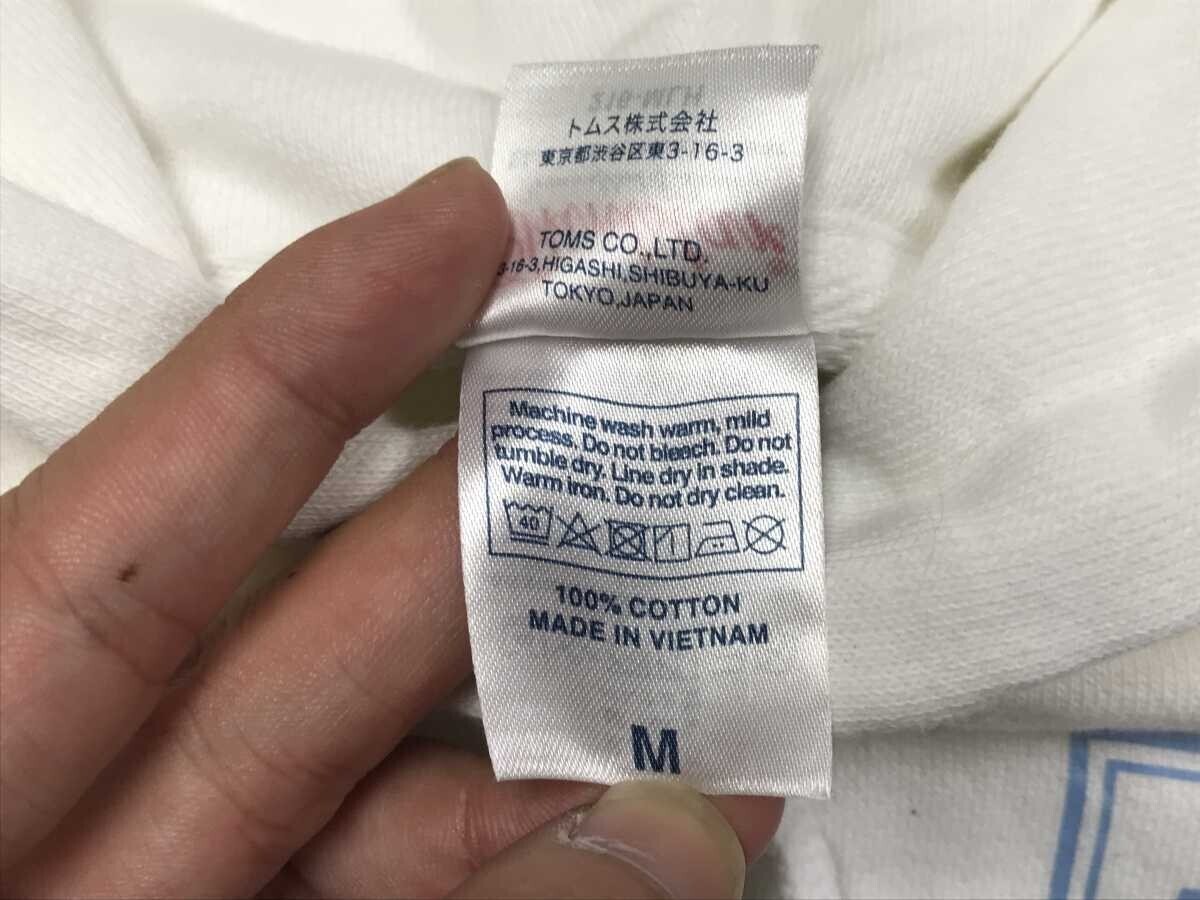 トムス株式会社
東京都渋谷区東3-16-3
TOMS CO.,LTD.
3-16-3,HIGASHI,SHIBUYA-KU
TOKYO,JAPAN
Machine wash warm, mild
process. Do not bleach. Do not
tumble dry. Line dry in shade.
Warm iron. Do not dry clean.
40
100% COTTON
MADE IN VIETNAM
M